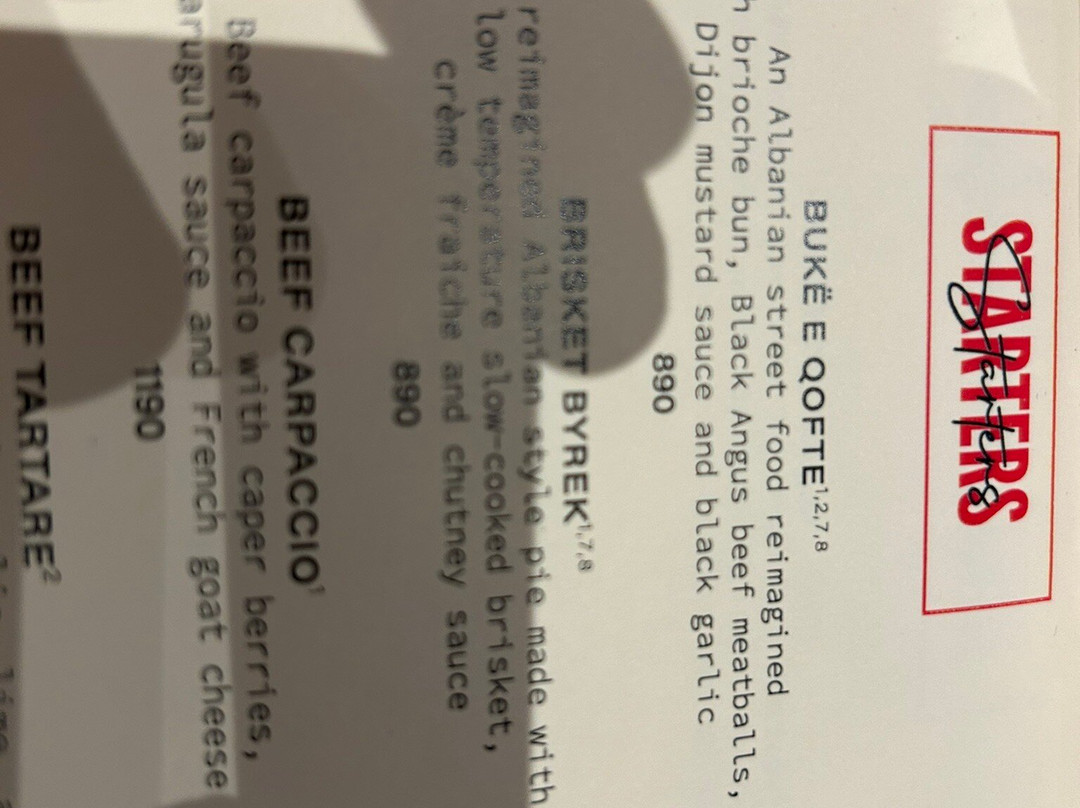 STARTERS
Starters
BUKË E QOFTE1,2,7,8
An Albanian street food reimagined
brioche bun, Black Angus beef meatballs,
Dijon mustard sauce and black garlic
890
BRISKET BYREK1,7,8
reimagined Albanian style pie made with
low temperature slow-cooked brisket,
crème fraîche and chutney sauce
890
BEEF CARPACCIO1
Beef carpaccio with caper berries,
arugula sauce and French goat cheese
1190
BEEF TARTARE2